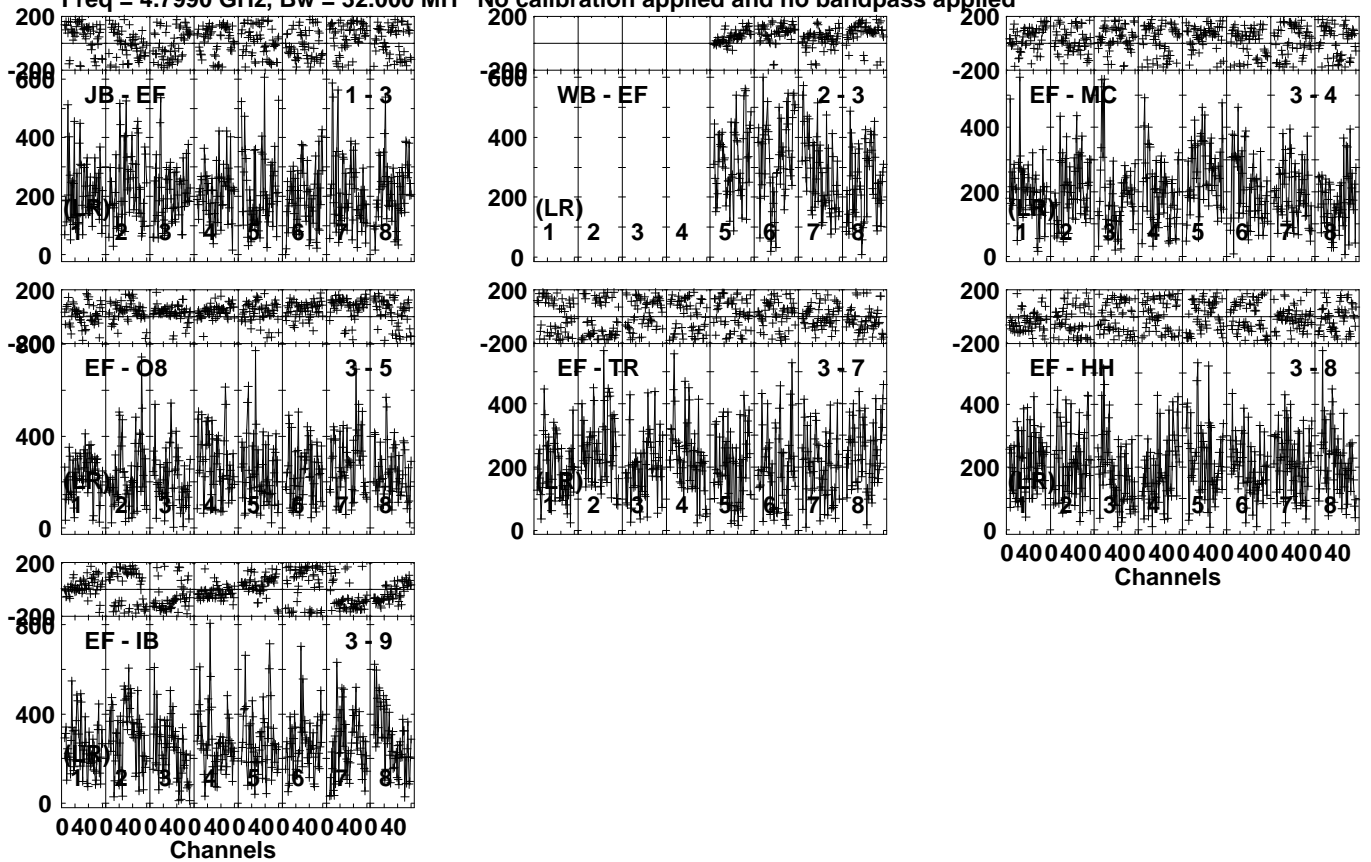 Freq = 4.7990 GHz, Bw = 32.000 MH No calibration applied and no bandpass applied
200
-200
600
400
200
0
JB - EF 1 - 3
(LR)
1 2 3 4 5 6 7 8
200
-200
600
400
200
0
WB - EF 2 - 3
(LR)
1 2 3 4 5 6 7 8
200
-200
400
200
0
EF - MC 3 - 4
(LR)
1 2 3 4 5 6 7 8
200
-200
800
400
0
EF - O8 3 - 5
(LR)
1 2 3 4 5 6 7 8
200
-200
400
200
0
EF - TR 3 - 7
(LR)
1 2 3 4 5 6 7 8
200
-200
400
200
0
EF - HH 3 - 8
(LR)
1 2 3 4 5 6 7 8
0 40 0 40 0 40 0 40 0 40 0 40 0 40 0 40
Channels
200
-200
800
400
0
EF - IB 3 - 9
(LR)
1 2 3 4 5 6 7 8
0 40 0 40 0 40 0 40 0 40 0 40 0 40 0 40
Channels